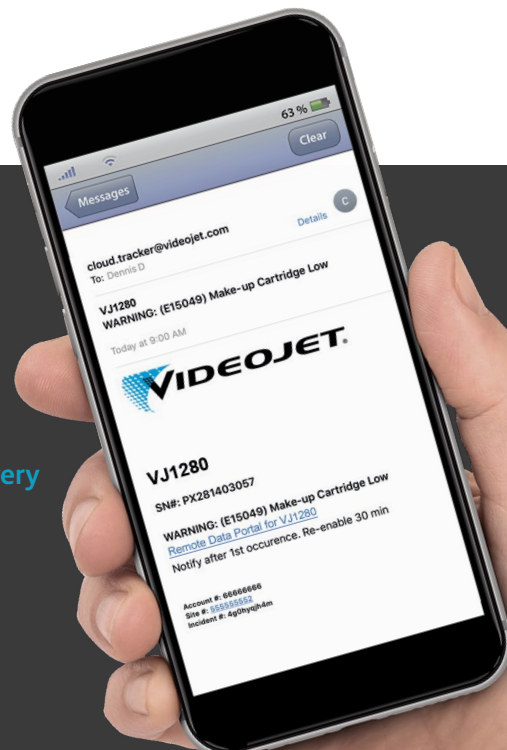 63 %
Messages
Clear
cloud.tracker@videojet.com
To: Dennis D
Details
C
VJ1280
WARNING: (E15049) Make-up Cartridge Low
Today at 9:00 AM
VIDEOJET.
ery
VJ1280
SN#: PX281403057
WARNING: (E15049) Make-up Cartridge Low
Remote Data Portal for VJ1280
Notify after 1st occurence. Re-enable 30 min
Account #: 66666666
Site #: 555555552
Incident #: 4g0hyqjh4m